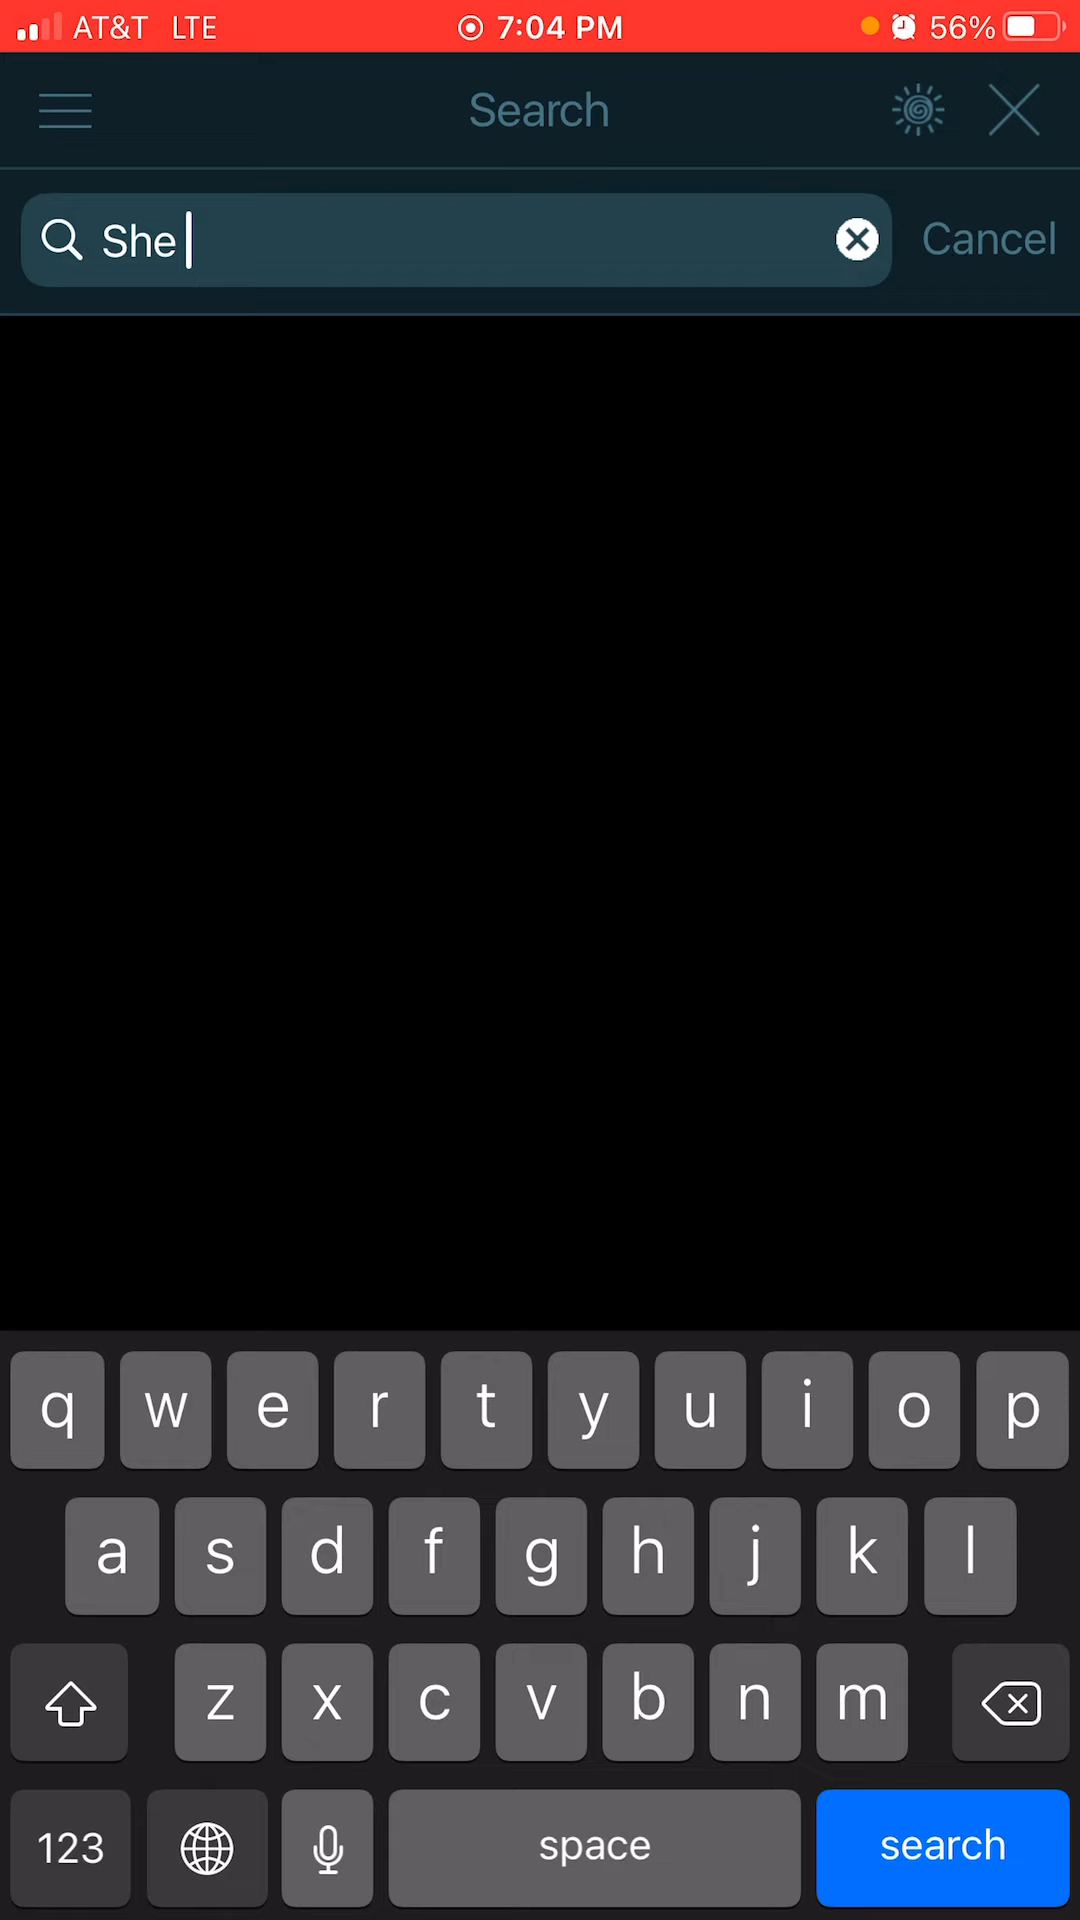 AT&T LTE 7:04 PM 56%
Search
She Cancel
q w e r t y u i o p
a s d f g h j k l
z x c v b n m
123 space search